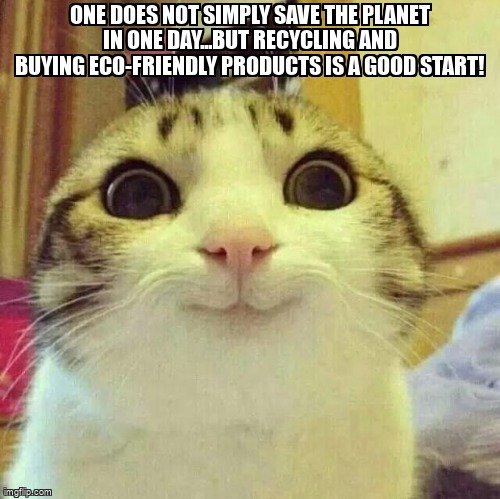 ONE DOES NOT SIMPLY SAVE THE PLANET
IN ONE DAY...BUT RECYCLING AND
BUYING ECO-FRIENDLY PRODUCTS IS A GOOD START!
imgflip.com